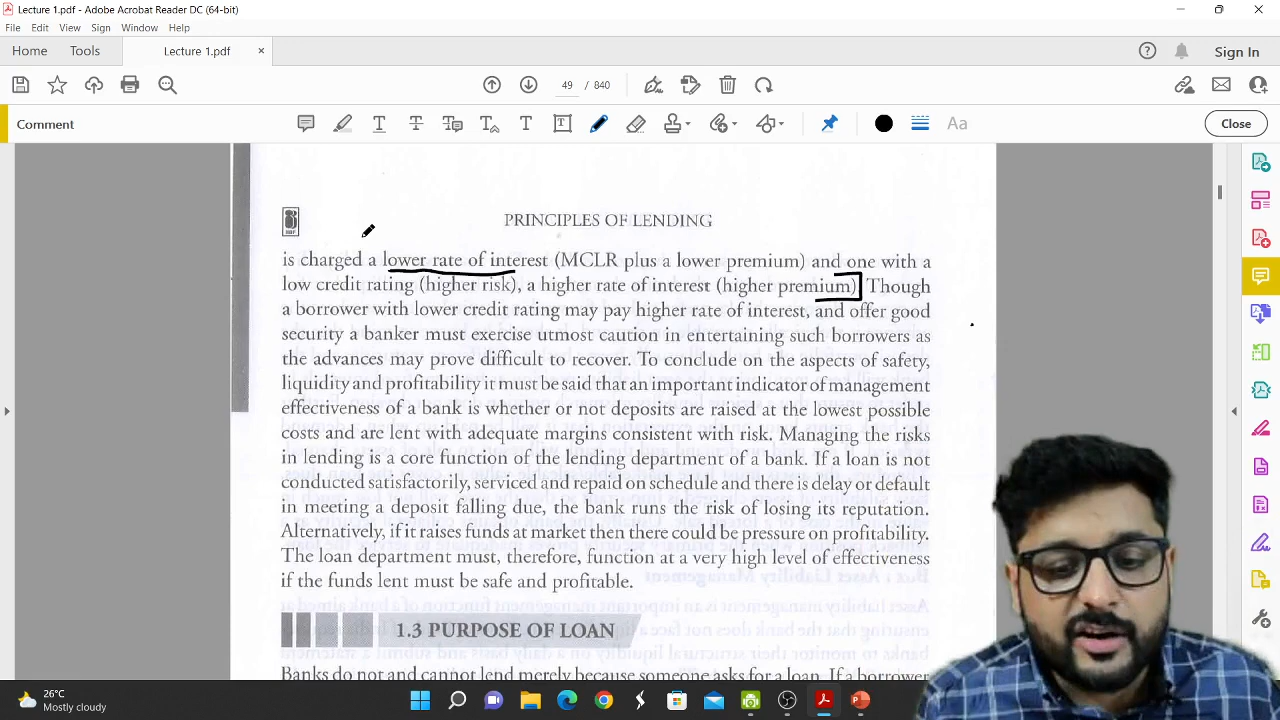 Lecture 1.pdf - Adobe Acrobat Reader DC (64-bit)
File Edit View Sign Window Help
Home Tools Lecture 1.pdf × Sign In
49 / 840
Comment Aa Close
PRINCIPLES OF LENDING
is charged a lower rate of interest (MCLR plus a lower premium) and one with a
low credit rating (higher risk), a higher rate of interest (higher premium). Though
a borrower with lower credit rating may pay higher rate of interest, and offer good
security a banker must exercise utmost caution in entertaining such borrowers as
the advances may prove difficult to recover. To conclude on the aspects of safety,
liquidity and profitability it must be said that an important indicator of management
effectiveness of a bank is whether or not deposits are raised at the lowest possible
costs and are lent with adequate margins consistent with risk. Managing the risks
in lending is a core function of the lending department of a bank. If a loan is not
conducted satisfactorily, serviced and repaid on schedule and there is delay or default
in meeting a deposit falling due, the bank runs the risk of losing its reputation.
Alternatively, if it raises funds at market then there could be pressure on profitability.
The loan department must, therefore, function at a very high level of effectiveness
if the funds lent must be safe and profitable.
1.3 PURPOSE OF LOAN
Banks do not and cannot lend merely because someone asks for a loan. If a borrower
26°C
Mostly cloudy